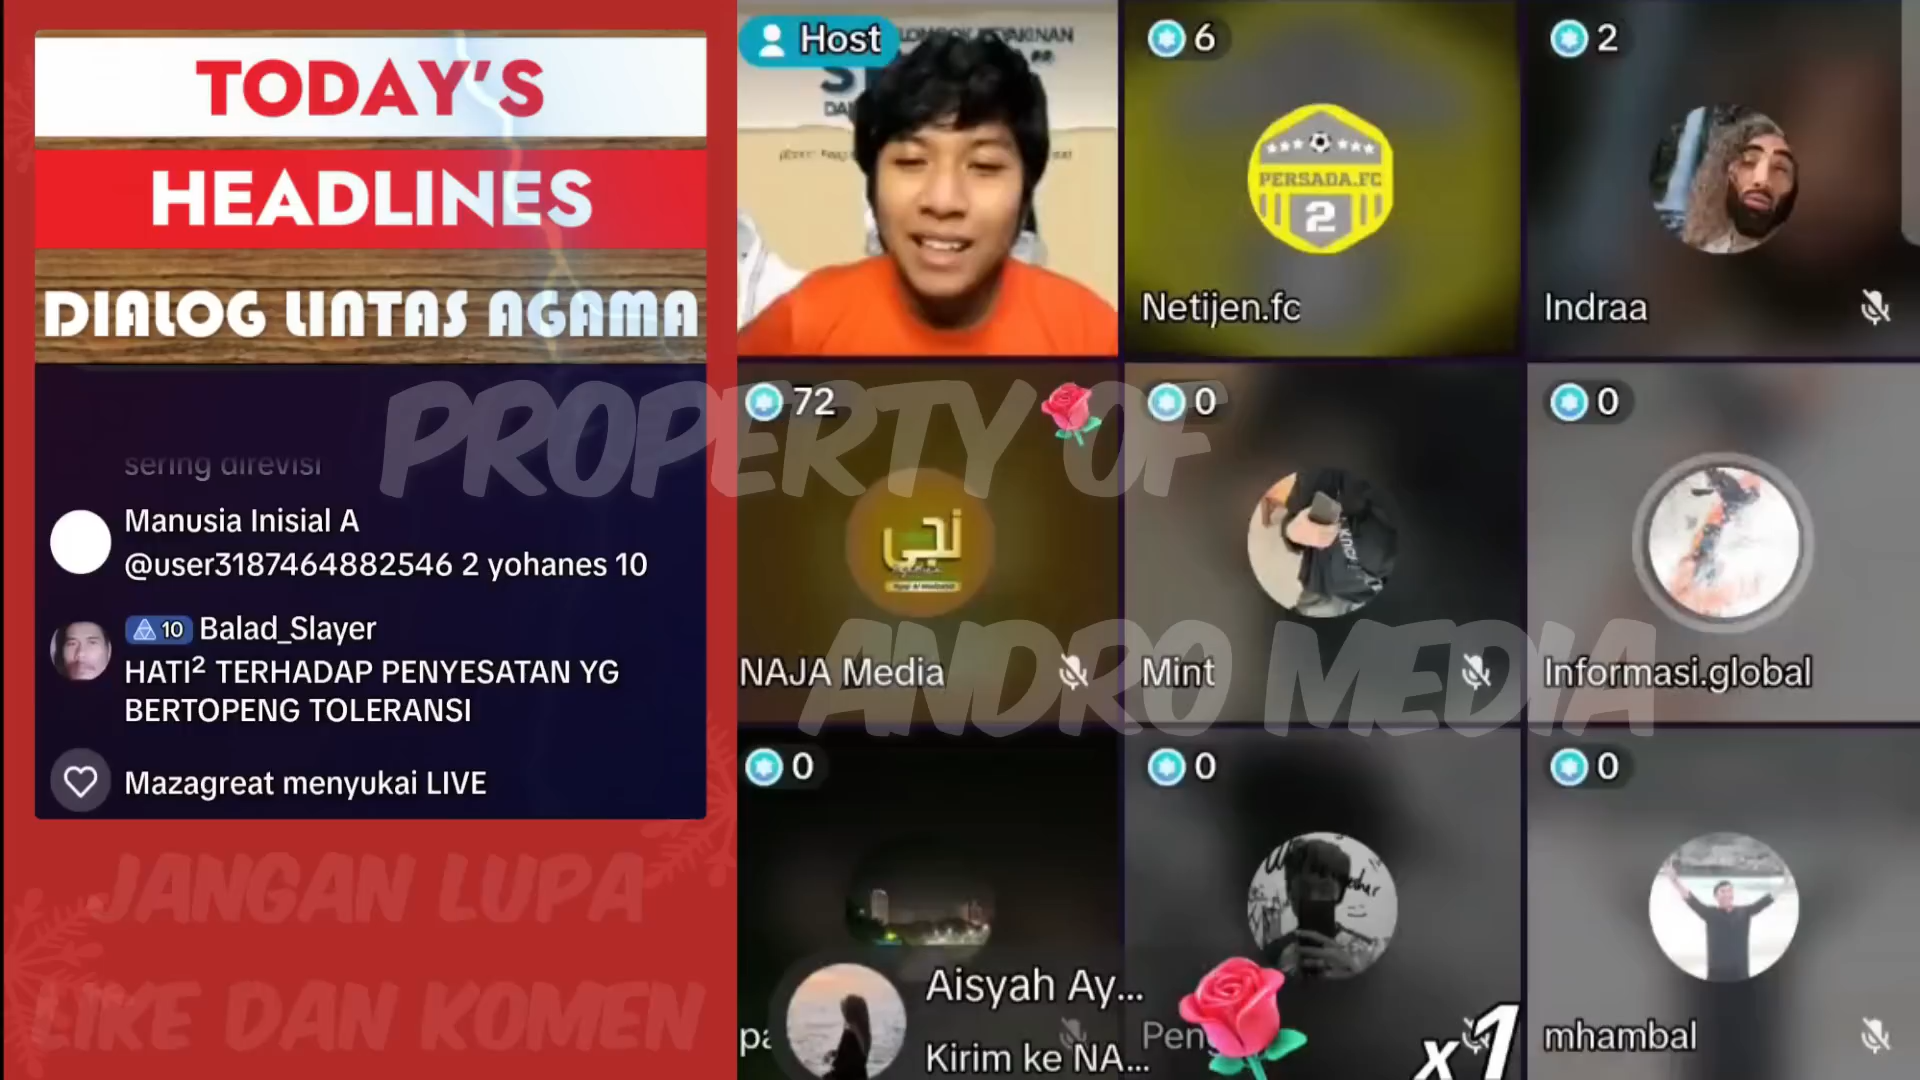 TODAY'S
HEADLINES
DIALOG LINTAS AGAMA
sering direvisi
Manusia Inisial A
@user3187464882546 2 yohanes 10
10 Balad_Slayer
HATI² TERHADAP PENYESATAN YG
BERTOPENG TOLERANSI
Mazagreat menyukai LIVE
JANGAN LUPA
LIKE DAN KOMEN
PROPERTY OF
ANDRO MEDIA
Host
6
PERSADA.FC
2
Netijen.fc
2
Indraa
72
نجى
NAJA Media
0
Mint
0
Informasi.global
0
Aisyah Ay...
Kirim ke NA...
0
x1
0
mhambal